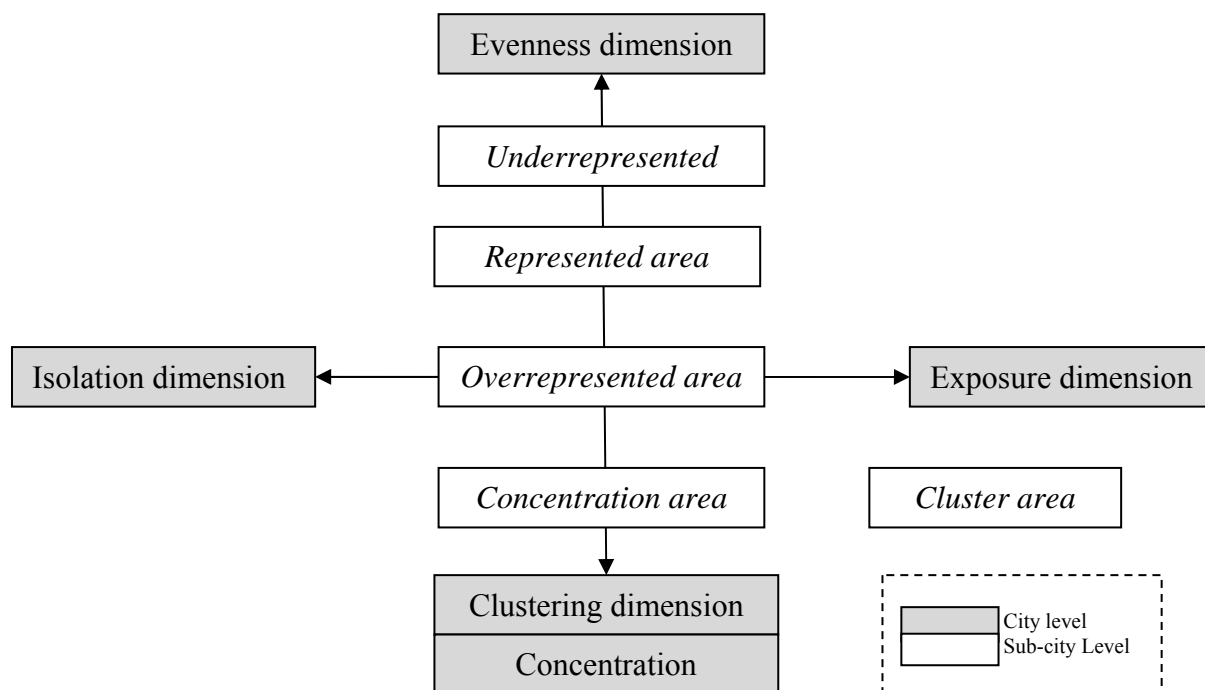 Evenness dimension
Underrepresented
Represented area
Isolation dimension
Overrepresented area
Exposure dimension
Concentration area
Cluster area
Clustering dimension
Concentration
City level
Sub-city Level